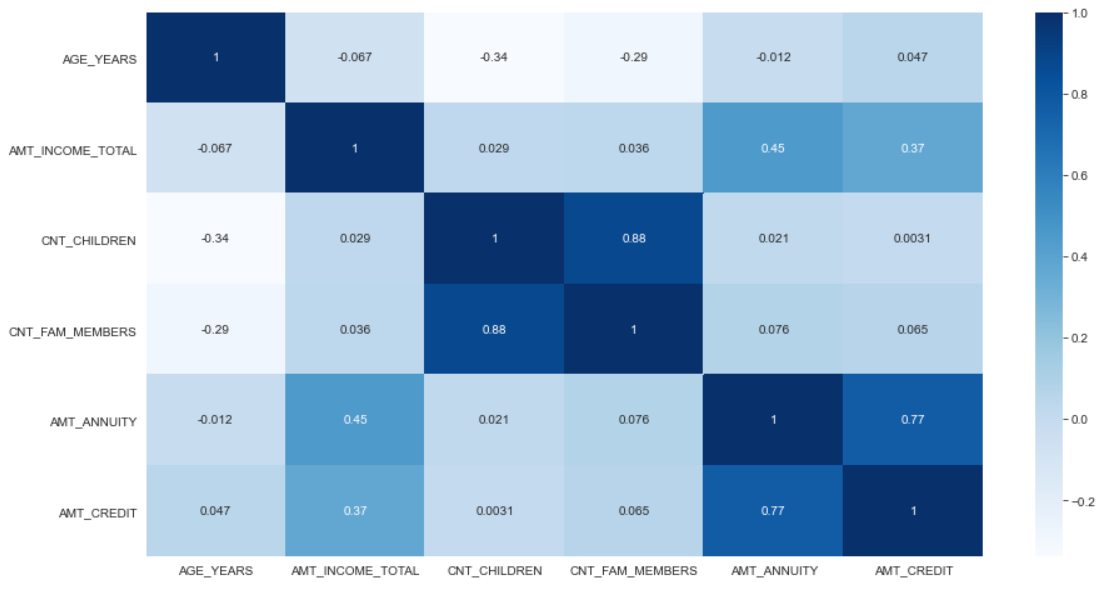 1.0
AGE_YEARS 1 -0.067 -0.34 -0.29 -0.012 0.047
0.8
AMT_INCOME_TOTAL -0.067 1 0.029 0.036 0.45 0.37
0.6
CNT_CHILDREN -0.34 0.029 1 0.88 0.021 0.0031
0.4
CNT_FAM_MEMBERS -0.29 0.036 0.88 1 0.076 0.065
0.2
AMT_ANNUITY -0.012 0.45 0.021 0.076 1 0.77
0.0
AMT_CREDIT 0.047 0.37 0.0031 0.065 0.77 1
−0.2
AGE_YEARS AMT_INCOME_TOTAL CNT_CHILDREN CNT_FAM_MEMBERS AMT_ANNUITY AMT_CREDIT